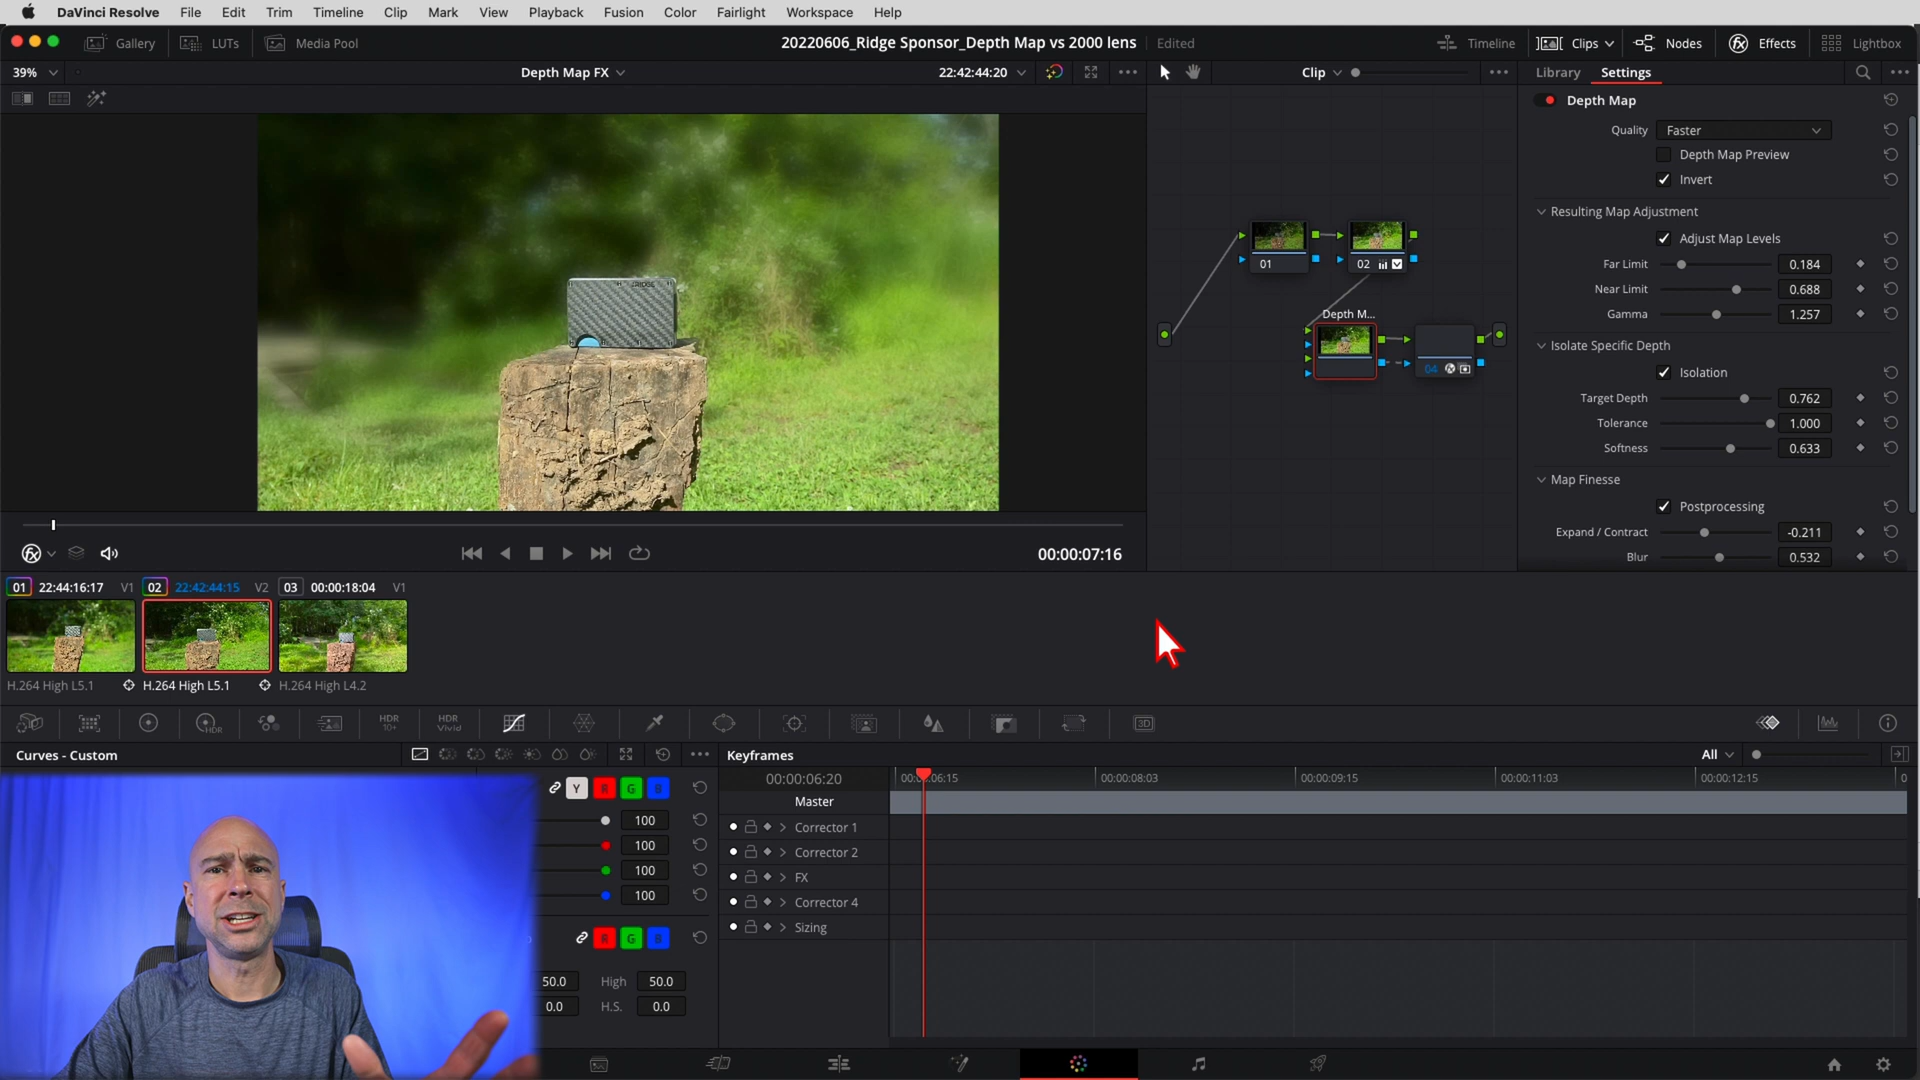 DaVinci Resolve File Edit Trim Timeline Clip Mark View Playback Fusion Color Fairlight Workspace Help
Gallery LUTs Media Pool 20220606_Ridge Sponsor_Depth Map vs 2000 lens Edited Timeline Clips Nodes Effects Lightbox
39% Depth Map FX 22:42:44:20 Clip Library Settings
Depth Map
Quality Faster
Depth Map Preview
Invert
Resulting Map Adjustment
Adjust Map Levels
Far Limit 0.184
Near Limit 0.688
Gamma 1.257
Isolate Specific Depth
Isolation
Target Depth 0.762
Tolerance 1.000
Softness 0.633
Map Finesse
Postprocessing
Expand / Contract -0.211
Blur 0.532
RIDGE
01 02
Depth M...
04
00:00:07:16
01 22:44:16:17 V1 02 22:42:44:15 V2 03 00:00:18:04 V1
H.264 High L5.1 H.264 High L5.1 H.264 High L4.2
HDR HDR 10+ HDR Vivid 3D
Curves - Custom
Y R G B
100
100
100
100
R G B
50.0 High 50.0
0.0 H.S. 0.0
Keyframes All
00:00:06:20 00:00:06:15 00:00:08:03 00:00:09:15 00:00:11:03 00:00:12:15
Master
Corrector 1
Corrector 2
FX
Corrector 4
Sizing